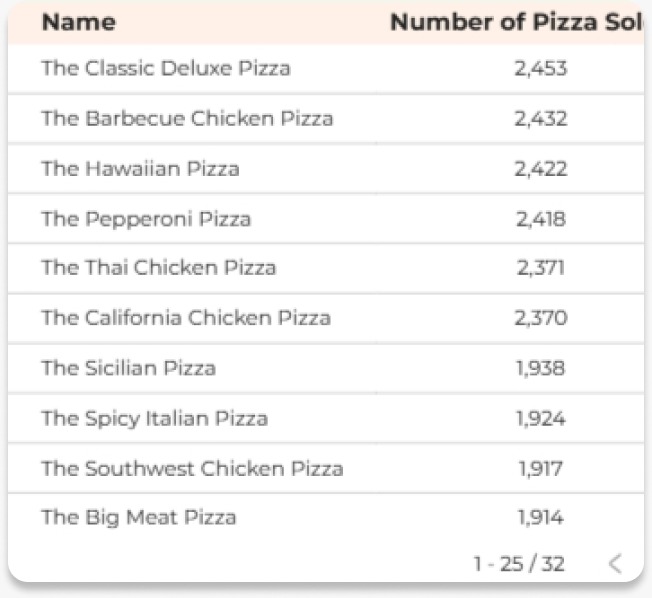 Name Number of Pizza Sol
The Classic Deluxe Pizza 2,453
The Barbecue Chicken Pizza 2,432
The Hawaiian Pizza 2,422
The Pepperoni Pizza 2,418
The Thai Chicken Pizza 2,371
The California Chicken Pizza 2,370
The Sicilian Pizza 1,938
The Spicy Italian Pizza 1,924
The Southwest Chicken Pizza 1,917
The Big Meat Pizza 1,914
1 - 25 / 32 <